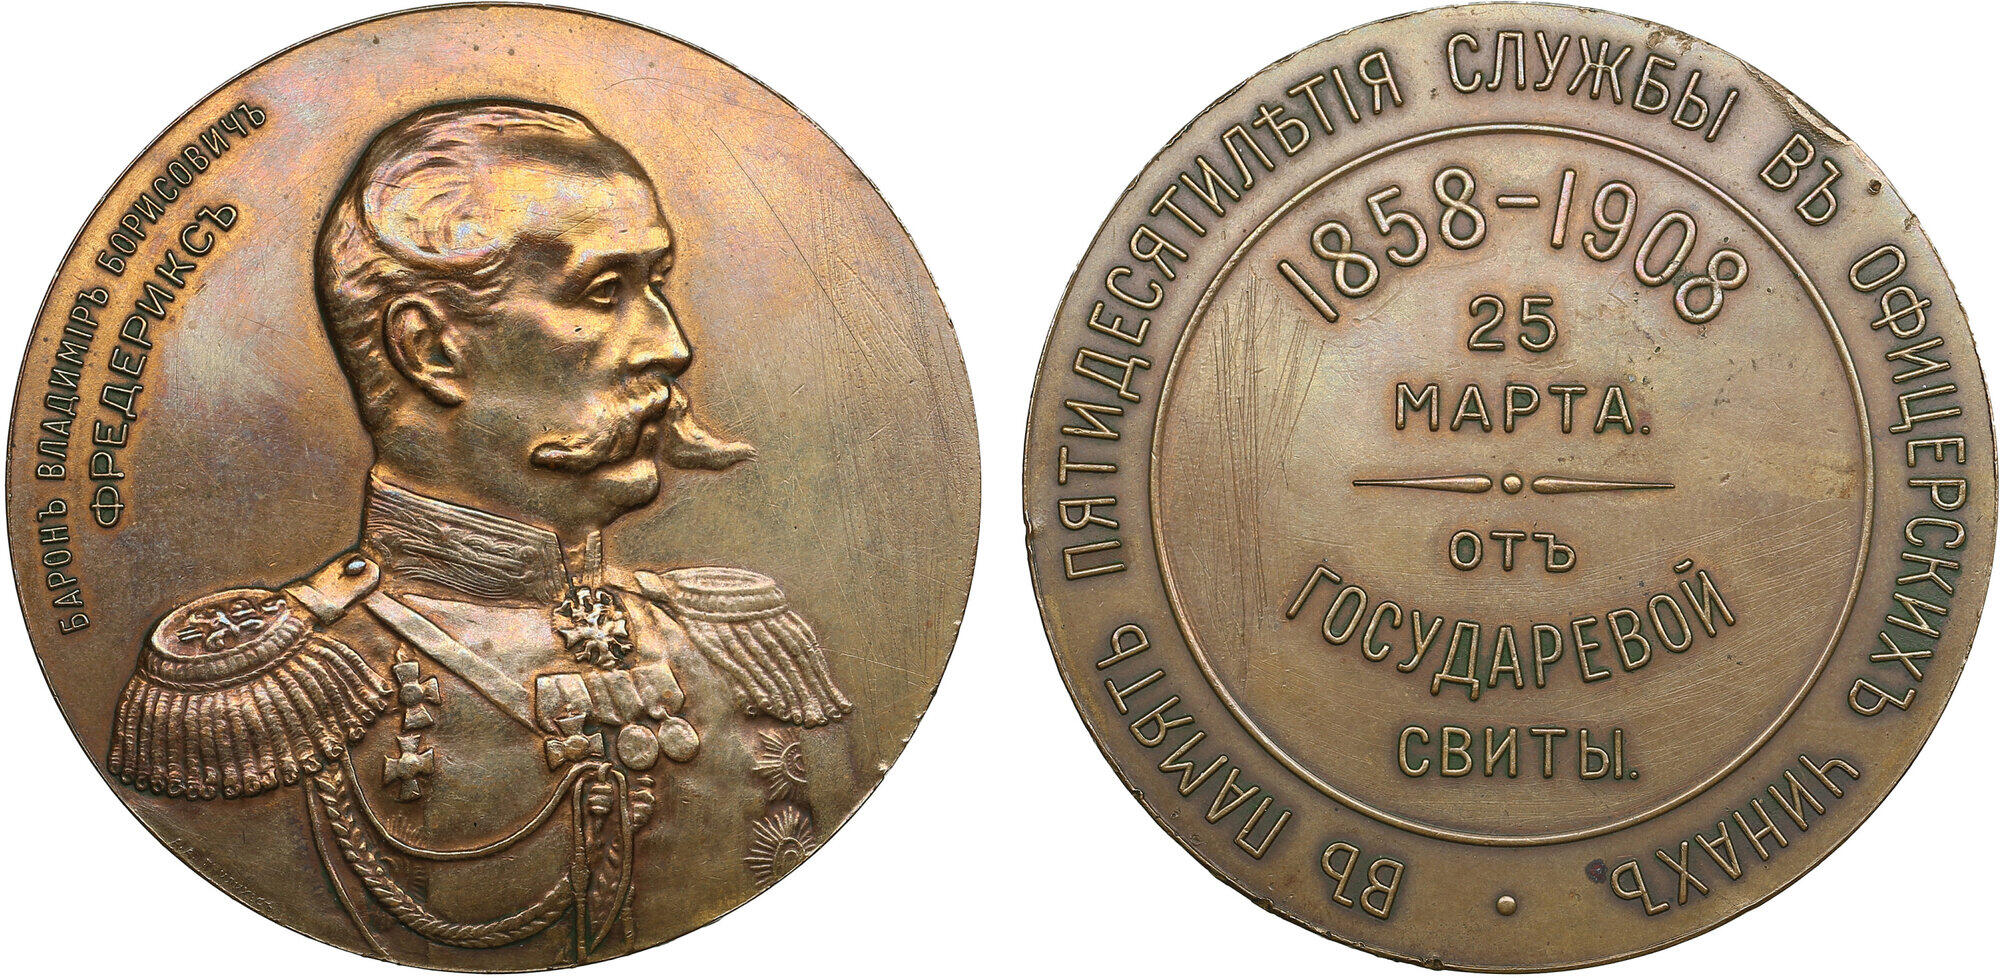 БАРОНЪ ВЛАДИМІРЪ БОРИСОВИЧЪ
ФРЕДЕРИКСЪ
ВЪ ПАМЯТЬ ПЯТИДЕСЯТИЛѢТІЯ СЛУЖБЫ ВЪ ОФИЦЕРСКИХЪ ЧИНАХЪ •
1858-1908
25
МАРТА.
ОТЪ
ГОСУДАРЕВОЙ
СВИТЫ.